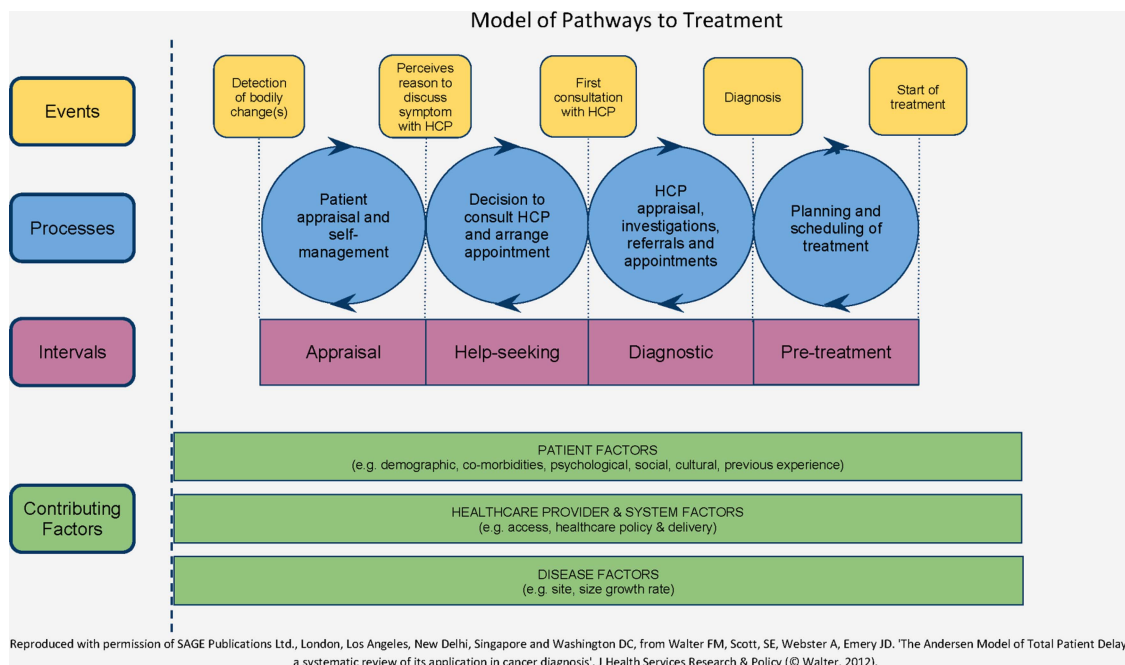 Model of Pathways to Treatment
Events
Detection
of bodily
change(s)
Perceives
reason to
discuss
symptom
with HCP
First
consultation
with HCP
Diagnosis
Start of
treatment
Processes
Patient
appraisal and
self-
management
Decision to
consult HCP
and arrange
appointment
HCP
appraisal,
investigations,
referrals and
appointments
Planning and
scheduling of
treatment
Intervals
Appraisal
Help-seeking
Diagnostic
Pre-treatment
Contributing
Factors
PATIENT FACTORS
(e.g. demographic, co-morbidities, psychological, social, cultural, previous experience)
HEALTHCARE PROVIDER & SYSTEM FACTORS
(e.g. access, healthcare policy & delivery)
DISEASE FACTORS
(e.g. site, size growth rate)
Reproduced with permission of SAGE Publications Ltd., London, Los Angeles, New Delhi, Singapore and Washington DC, from Walter FM, Scott, SE, Webster A, Emery JD. 'The Andersen Model of Total Patient Delay
a systematic review of its application in cancer diagnosis'. J Health Services Research & Policy (© Walter, 2012).